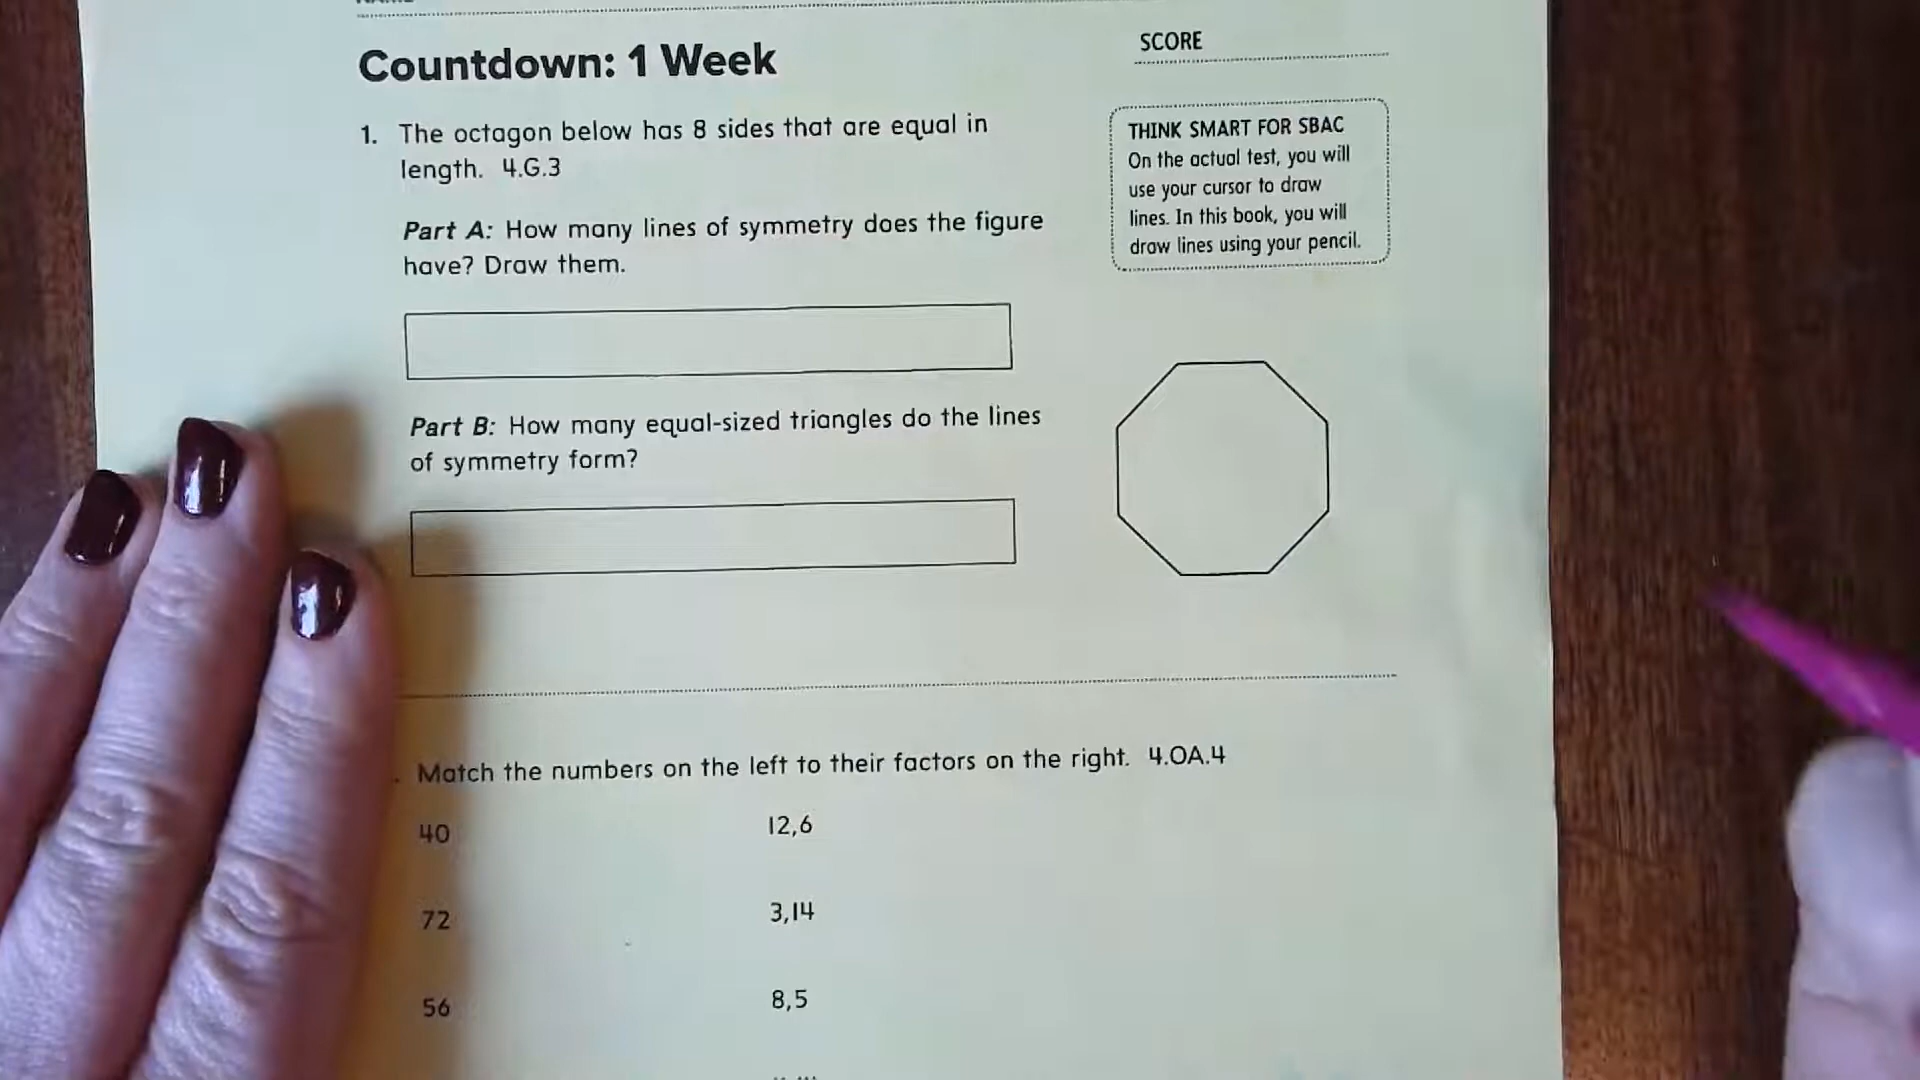 Countdown: 1 Week
SCORE
1. The octagon below has 8 sides that are equal in
length. 4.G.3
Part A: How many lines of symmetry does the figure
have? Draw them.
THINK SMART FOR SBAC
On the actual test, you will
use your cursor to draw
lines. In this book, you will
draw lines using your pencil.
Part B: How many equal-sized triangles do the lines
of symmetry form?
Match the numbers on the left to their factors on the right. 4.OA.4
40 12,6
72 3,14
56 8,5